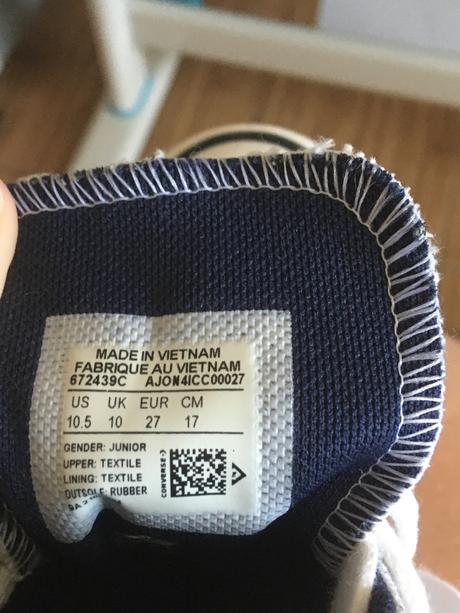 MADE IN VIETNAM
FABRIQUE AU VIETNAM
672439C AJON4ICC00027
US UK EUR CM
10.5 10 27 17
GENDER: JUNIOR
UPPER: TEXTILE
LINING: TEXTILE
OUTSOLE: RUBBER
CONVERSE